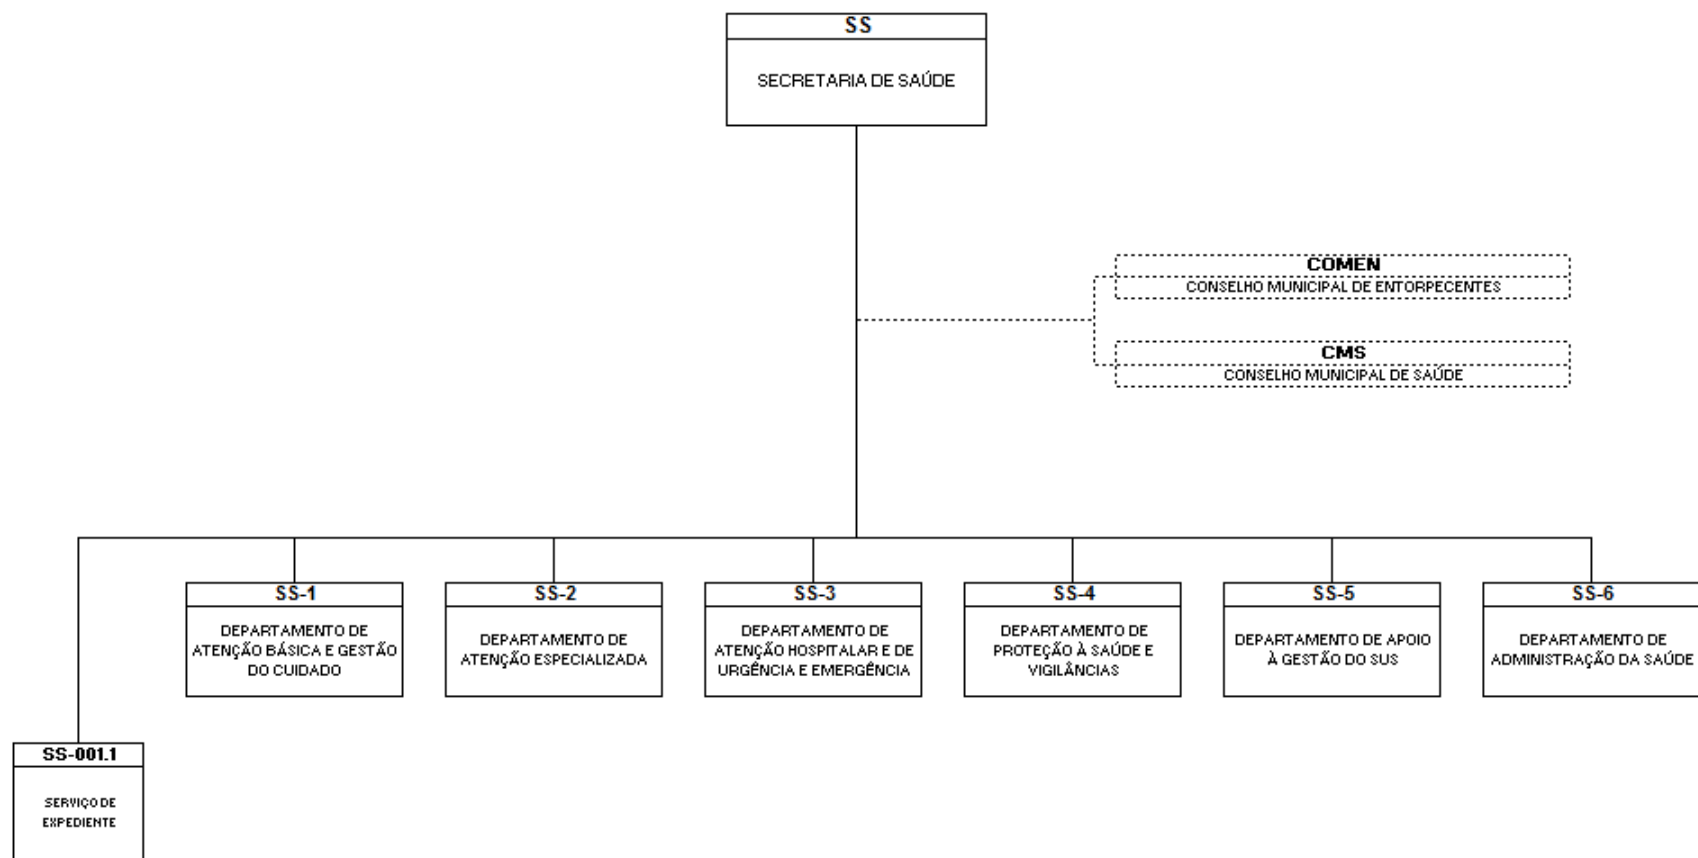 SS
SECRETARIA DE SAÚDE
COMEN
CONSELHO MUNICIPAL DE ENTORPECENTES
CMS
CONSELHO MUNICIPAL DE SAÚDE
SS-1
DEPARTAMENTO DE
ATENÇÃO BÁSICA E GESTÃO
DO CUIDADO
SS-2
DEPARTAMENTO DE
ATENÇÃO ESPECIALIZADA
SS-3
DEPARTAMENTO DE
ATENÇÃO HOSPITALAR E DE
URGÊNCIA E EMERGÊNCIA
SS-4
DEPARTAMENTO DE
PROTEÇÃO À SAÚDE E
VIGILÂNCIAS
SS-5
DEPARTAMENTO DE APOIO
À GESTÃO DO SUS
SS-6
DEPARTAMENTO DE
ADMINISTRAÇÃO DA SAÚDE
SS-001.1
SERVIÇO DE
EXPEDIENTE